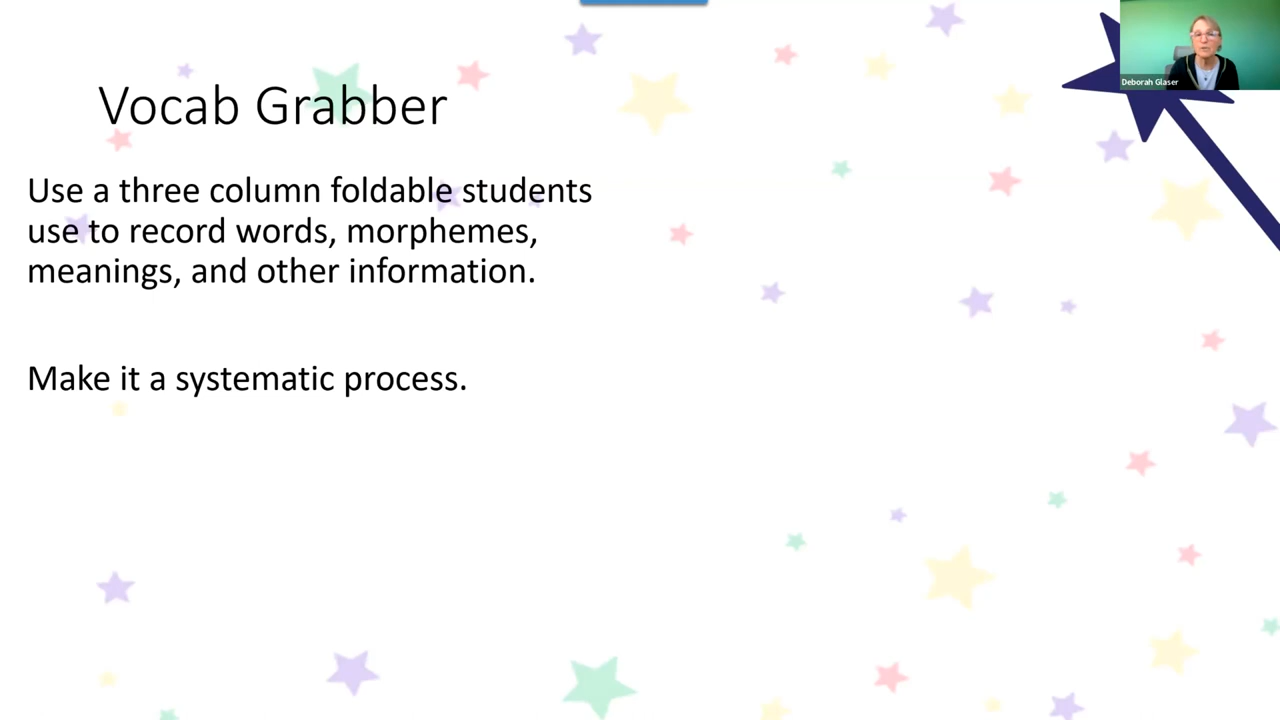 Vocab Grabber
Use a three column foldable students
use to record words, morphemes,
meanings, and other information.
Make it a systematic process.
Deborah Glaser